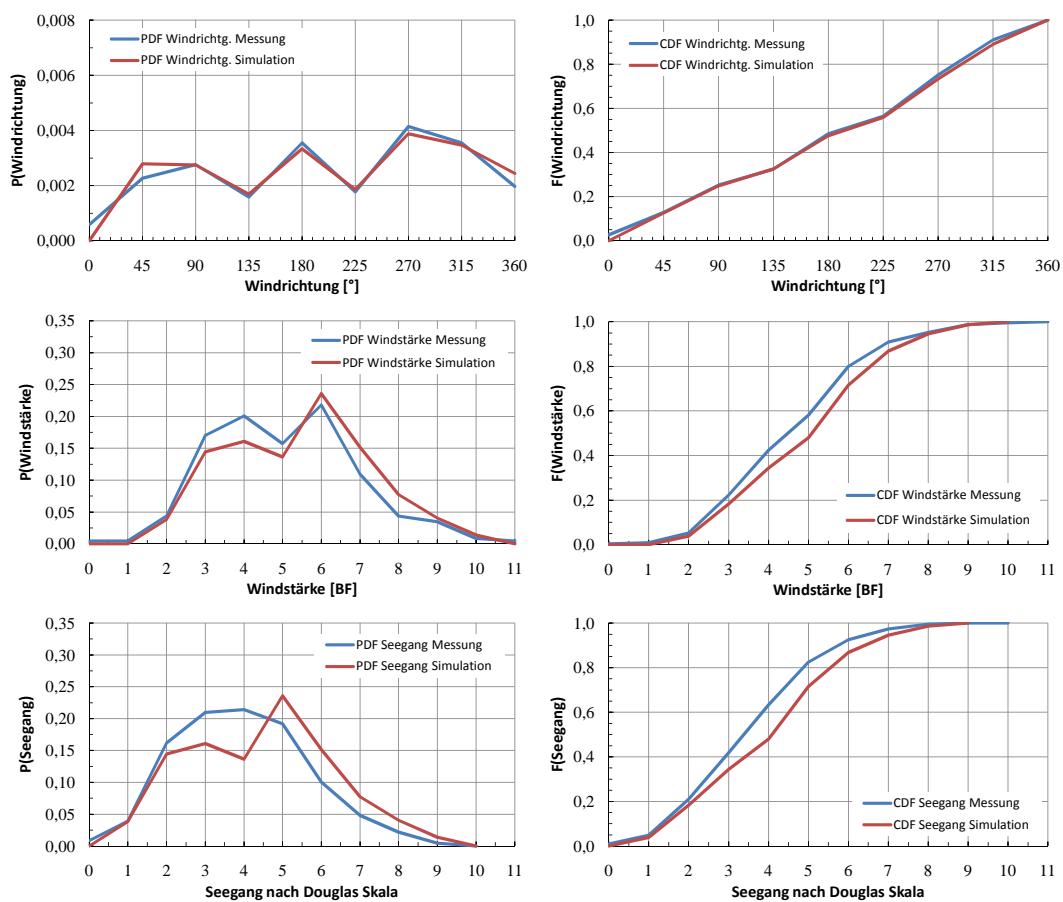 P(Windrichtung)
0,008
0,006
0,004
0,002
0,000
PDF Windrichtg. Messung
PDF Windrichtg. Simulation
0 45 90 135 180 225 270 315 360
Windrichtung [°]
F(Windrichtung)
1,0
0,8
0,6
0,4
0,2
0,0
CDF Windrichtg. Messung
CDF Windrichtg. Simulation
0 45 90 135 180 225 270 315 360
Windrichtung [°]
P(Windstärke)
0,35
0,30
0,25
0,20
0,15
0,10
0,05
0,00
PDF Windstärke Messung
PDF Windstärke Simulation
0 1 2 3 4 5 6 7 8 9 10 11
Windstärke [BF]
F(Windstärke)
1,0
0,8
0,6
0,4
0,2
0,0
CDF Windstärke Messung
CDF Windstärke Simulation
0 1 2 3 4 5 6 7 8 9 10 11
Windstärke [BF]
P(Seegang)
0,35
0,30
0,25
0,20
0,15
0,10
0,05
0,00
PDF Seegang Messung
PDF Seegang Simulation
0 1 2 3 4 5 6 7 8 9 10 11
Seegang nach Douglas Skala
F(Seegang)
1,0
0,8
0,6
0,4
0,2
0,0
CDF Seegang Messung
CDF Seegang Simulation
0 1 2 3 4 5 6 7 8 9 10 11
Seegang nach Douglas Skala